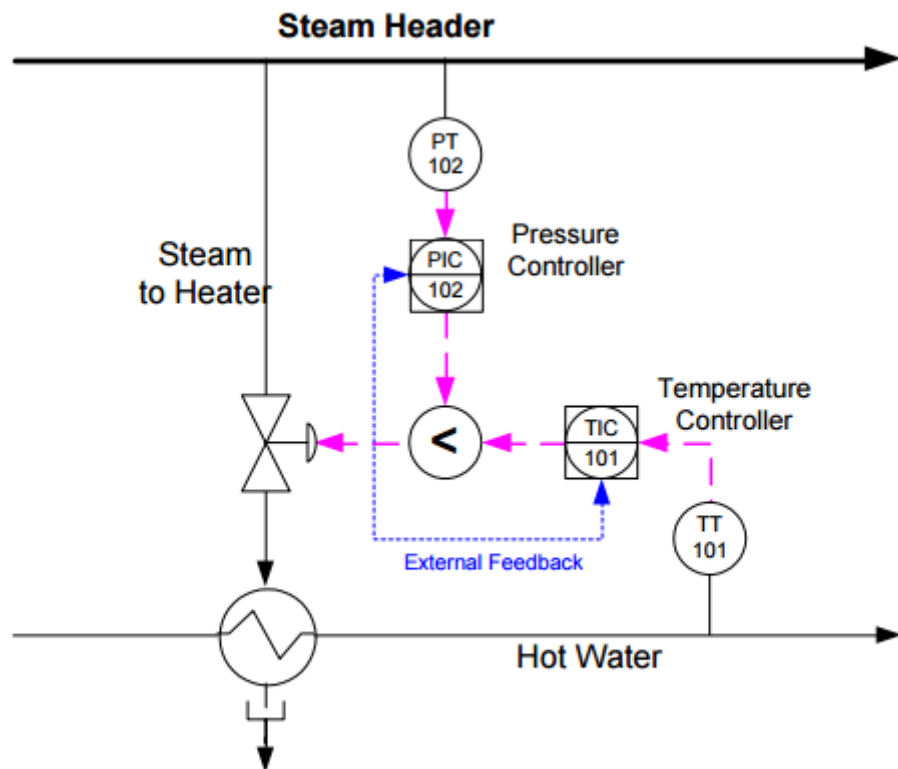 Steam Header
PT
102
Pressure
Controller
PIC
102
Steam
to Heater
Temperature
Controller
<
TIC
101
TT
101
External Feedback
Hot Water